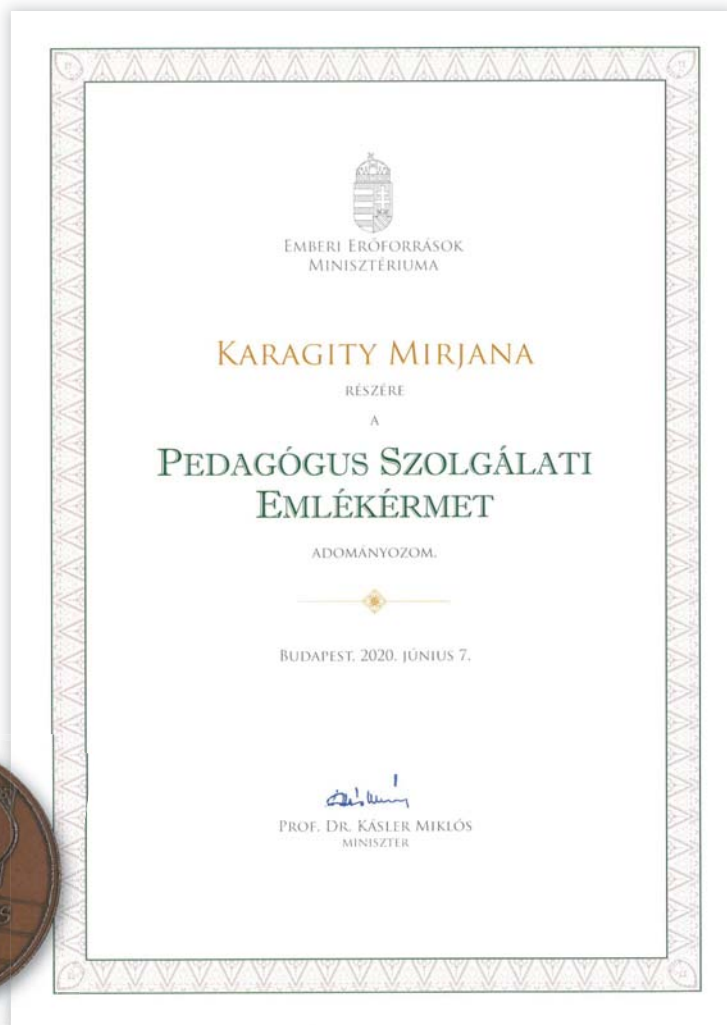 EMBERI ERŐFORRÁSOK
MINISZTÉRIUMA
KARAGITY MIRJANA
RÉSZÉRE
A
PEDAGÓGUS SZOLGÁLATI
EMLÉKÉRMET
ADOMÁNYOZOM.
BUDAPEST, 2020. JÚNIUS 7.
PROF. DR. KÁSLER MIKLÓS
MINISZTER